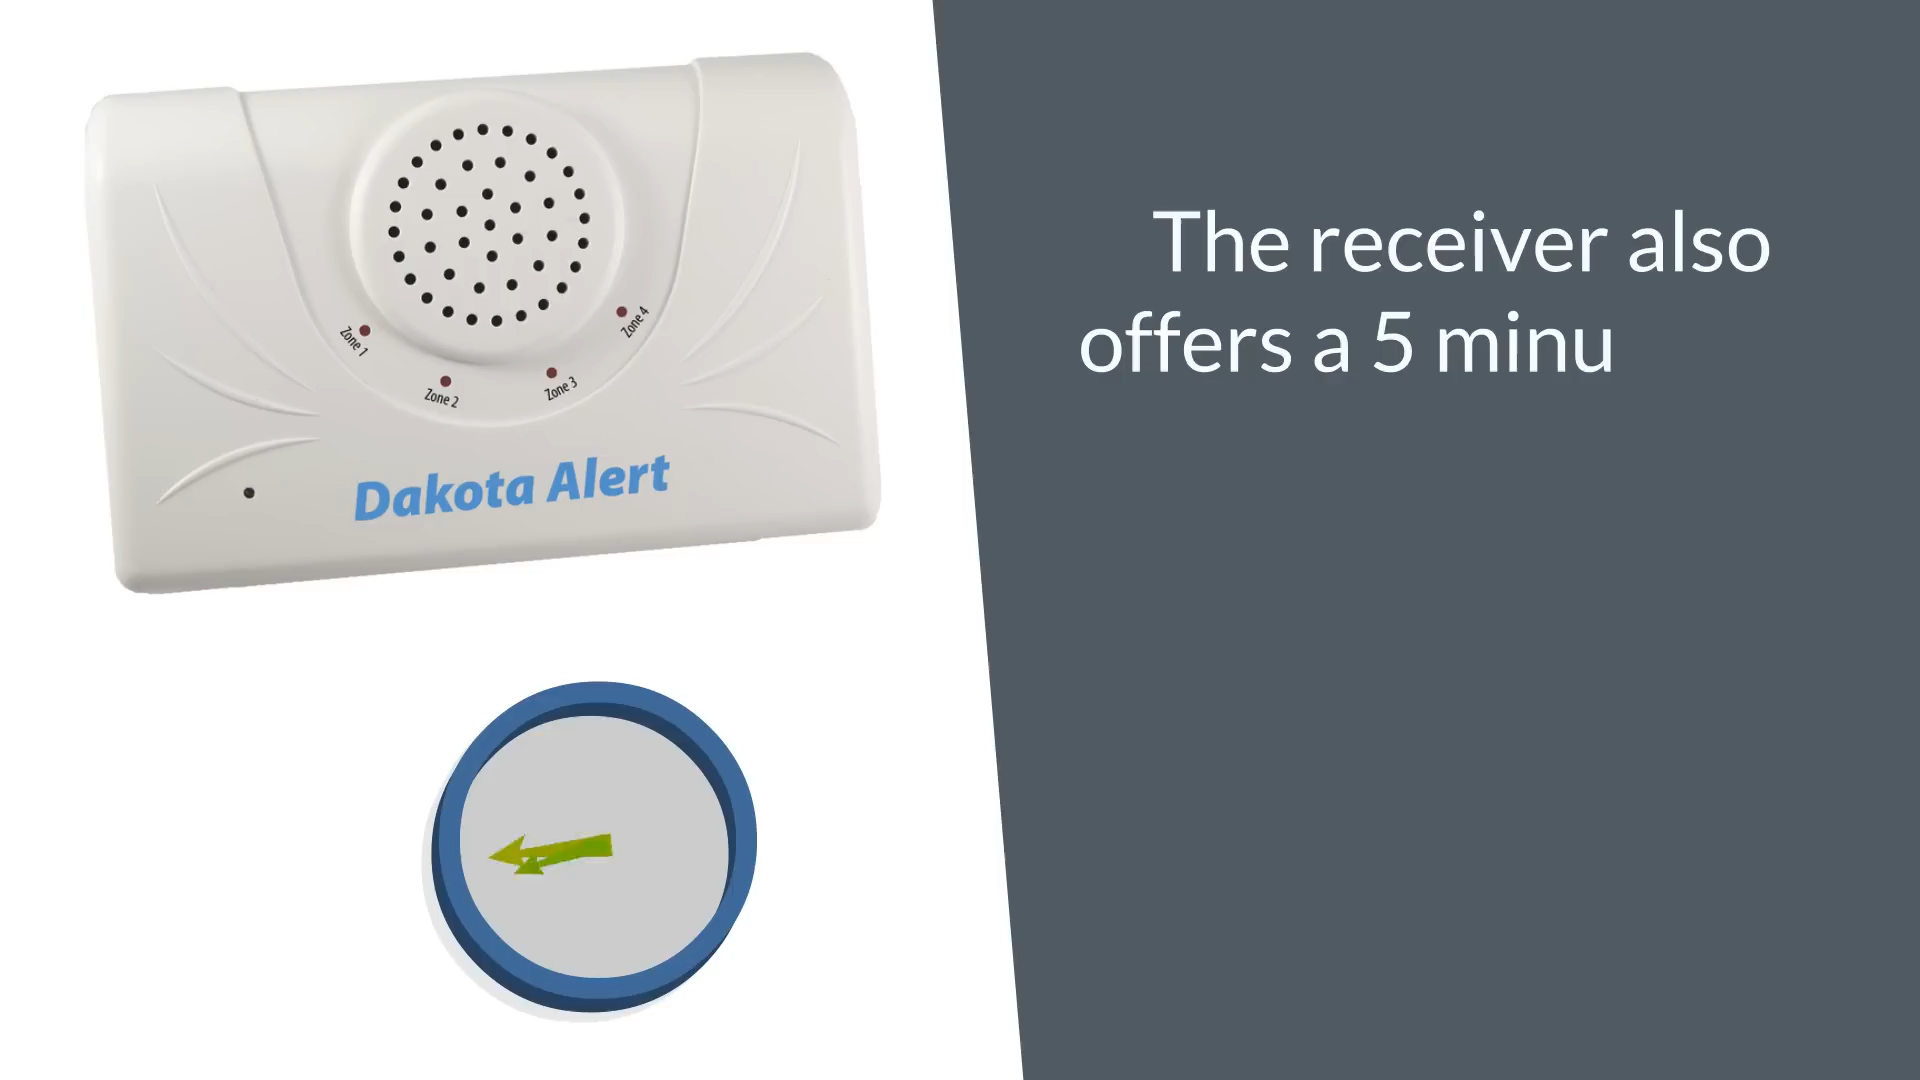 Zone 1
Zone 2
Zone 3
Zone 4
Dakota Alert
The receiver also
offers a 5 minu